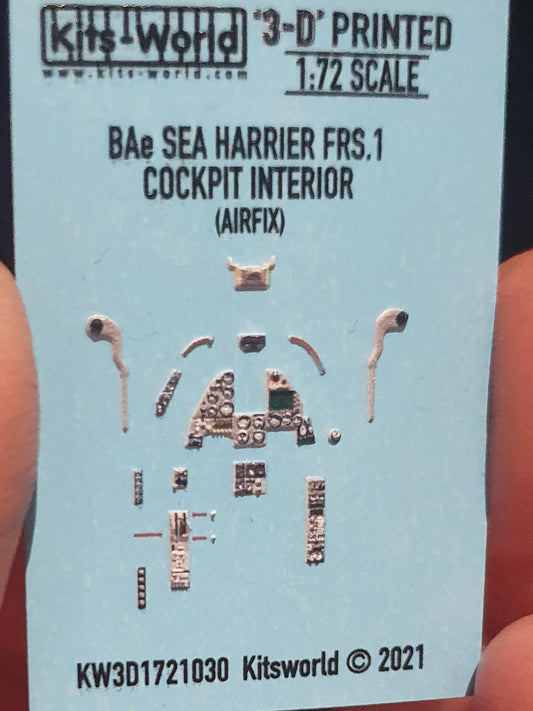 Kits-World '3-D' PRINTED
www.kits-world.com 1:72 SCALE
BAe SEA HARRIER FRS.1
COCKPIT INTERIOR
(AIRFIX)
KW3D1721030 Kitsworld © 2021